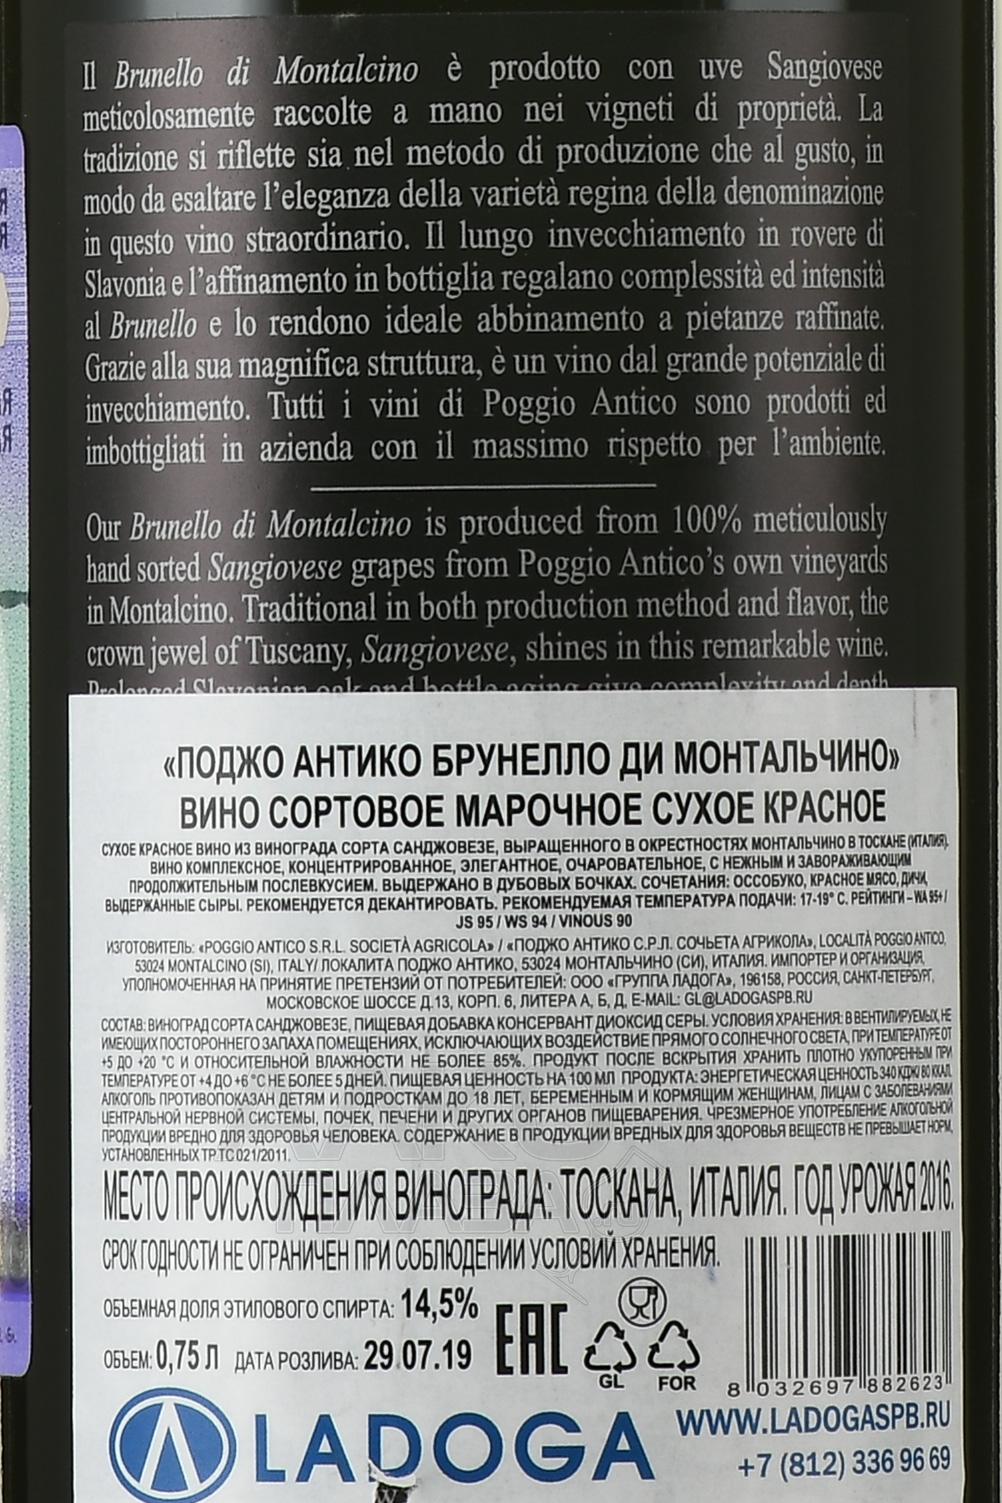 Il Brunello di Montalcino è prodotto con uve Sangiovese
meticolosamente raccolte a mano nei vigneti di proprietà. La
tradizione si riflette sia nel metodo di produzione che al gusto, in
modo da esaltare l'eleganza della varietà regina della denominazione
in questo vino straordinario. Il lungo invecchiamento in rovere di
Slavonia e l'affinamento in bottiglia regalano complessità ed intensità
al Brunello e lo rendono ideale abbinamento a pietanze raffinate.
Grazie alla sua magnifica struttura, è un vino dal grande potenziale di
invecchiamento. Tutti i vini di Poggio Antico sono prodotti ed
imbottigliati in azienda con il massimo rispetto per l'ambiente.
Our Brunello di Montalcino is produced from 100% meticulously
hand sorted Sangiovese grapes from Poggio Antico's own vineyards
in Montalcino. Traditional in both production method and flavor, the
crown jewel of Tuscany, Sangiovese, shines in this remarkable wine.
Prolonged Slavonian oak and bottle aging give complexity and depth
«ПОДЖО АНТИКО БРУНЕЛЛО ДИ МОНТАЛЬЧИНО»
ВИНО СОРТОВОЕ МАРОЧНОЕ СУХОЕ КРАСНОЕ
СУХОЕ КРАСНОЕ ВИНО ИЗ ВИНОГРАДА СОРТА САНДЖОВЕЗЕ, ВЫРАЩЕННОГО В ОКРЕСТНОСТЯХ МОНТАЛЬЧИНО В ТОСКАНЕ (ИТАЛИЯ).
ВИНО КОМПЛЕКСНОЕ, КОНЦЕНТРИРОВАННОЕ, ЭЛЕГАНТНОЕ, ОЧАРОВАТЕЛЬНОЕ, С НЕЖНЫМ И ЗАВОРАЖИВАЮЩИМ
ПРОДОЛЖИТЕЛЬНЫМ ПОСЛЕВКУСИЕМ. ВЫДЕРЖАНО В ДУБОВЫХ БОЧКАХ. СОЧЕТАНИЯ: ОССОБУКО, КРАСНОЕ МЯСО, ДИЧИ,
ВЫДЕРЖАННЫЕ СЫРЫ. РЕКОМЕНДУЕТСЯ ДЕКАНТИРОВАТЬ. РЕКОМЕНДУЕМАЯ ТЕМПЕРАТУРА ПОДАЧИ: 17-19° С. РЕЙТИНГИ – WA 95+ /
JS 95 / WS 94 / VINOUS 90
ИЗГОТОВИТЕЛЬ: «POGGIO ANTICO S.R.L. SOCIETÀ AGRICOLA» / «ПОДЖО АНТИКО С.Р.Л. СОЧЬЕТА АГРИКОЛА», LOCALITÀ POGGIO ANTICO,
53024 MONTALCINO (SI), ITALY/ ЛОКАЛИТА ПОДЖО АНТИКО, 53024 МОНТАЛЬЧИНО (СИ), ИТАЛИЯ. ИМПОРТЕР И ОРГАНИЗАЦИЯ,
УПОЛНОМОЧЕННАЯ НА ПРИНЯТИЕ ПРЕТЕНЗИЙ ОТ ПОТРЕБИТЕЛЕЙ: ООО «ГРУППА ЛАДОГА», 196158, РОССИЯ, САНКТ-ПЕТЕРБУРГ,
МОСКОВСКОЕ ШОССЕ Д.13, КОРП. 6, ЛИТЕРА А, Б, Д, E-MAIL: GL@LADOGASPB.RU
СОСТАВ: ВИНОГРАД СОРТА САНДЖОВЕЗЕ, ПИЩЕВАЯ ДОБАВКА КОНСЕРВАНТ ДИОКСИД СЕРЫ. УСЛОВИЯ ХРАНЕНИЯ: В ВЕНТИЛИРУЕМЫХ, НЕ
ИМЕЮЩИХ ПОСТОРОННЕГО ЗАПАХА ПОМЕЩЕНИЯХ, ИСКЛЮЧАЮЩИХ ВОЗДЕЙСТВИЕ ПРЯМОГО СОЛНЕЧНОГО СВЕТА, ПРИ ТЕМПЕРАТУРЕ ОТ
+5 ДО +20 °С И ОТНОСИТЕЛЬНОЙ ВЛАЖНОСТИ НЕ БОЛЕЕ 85%. ПРОДУКТ ПОСЛЕ ВСКРЫТИЯ ХРАНИТЬ ПЛОТНО УКУПОРЕННЫМ ПРИ
ТЕМПЕРАТУРЕ ОТ +4 ДО +6 °С НЕ БОЛЕЕ 5 ДНЕЙ. ПИЩЕВАЯ ЦЕННОСТЬ НА 100 МЛ ПРОДУКТА: ЭНЕРГЕТИЧЕСКАЯ ЦЕННОСТЬ 340 КДЖ/ 80 ККАЛ.
АЛКОГОЛЬ ПРОТИВОПОКАЗАН ДЕТЯМ И ПОДРОСТКАМ ДО 18 ЛЕТ, БЕРЕМЕННЫМ И КОРМЯЩИМ ЖЕНЩИНАМ, ЛИЦАМ С ЗАБОЛЕВАНИЯМИ
ЦЕНТРАЛЬНОЙ НЕРВНОЙ СИСТЕМЫ, ПОЧЕК, ПЕЧЕНИ И ДРУГИХ ОРГАНОВ ПИЩЕВАРЕНИЯ. ЧРЕЗМЕРНОЕ УПОТРЕБЛЕНИЕ АЛКОГОЛЬНОЙ
ПРОДУКЦИИ ВРЕДНО ДЛЯ ЗДОРОВЬЯ ЧЕЛОВЕКА. СОДЕРЖАНИЕ В ПРОДУКЦИИ ВРЕДНЫХ ДЛЯ ЗДОРОВЬЯ ВЕЩЕСТВ НЕ ПРЕВЫШАЕТ НОРМ,
УСТАНОВЛЕННЫХ ТР ТС 021/2011.
МЕСТО ПРОИСХОЖДЕНИЯ ВИНОГРАДА: ТОСКАНА, ИТАЛИЯ. ГОД УРОЖАЯ 2016.
СРОК ГОДНОСТИ НЕ ОГРАНИЧЕН ПРИ СОБЛЮДЕНИИ УСЛОВИЙ ХРАНЕНИЯ.
ОБЪЕМНАЯ ДОЛЯ ЭТИЛОВОГО СПИРТА: 14,5%
ОБЪЕМ: 0,75 Л ДАТА РОЗЛИВА: 29.07.19
EAC
GL FOR
8 032697 882623
LADOGA
WWW.LADOGASPB.RU
+7 (812) 336 96 69